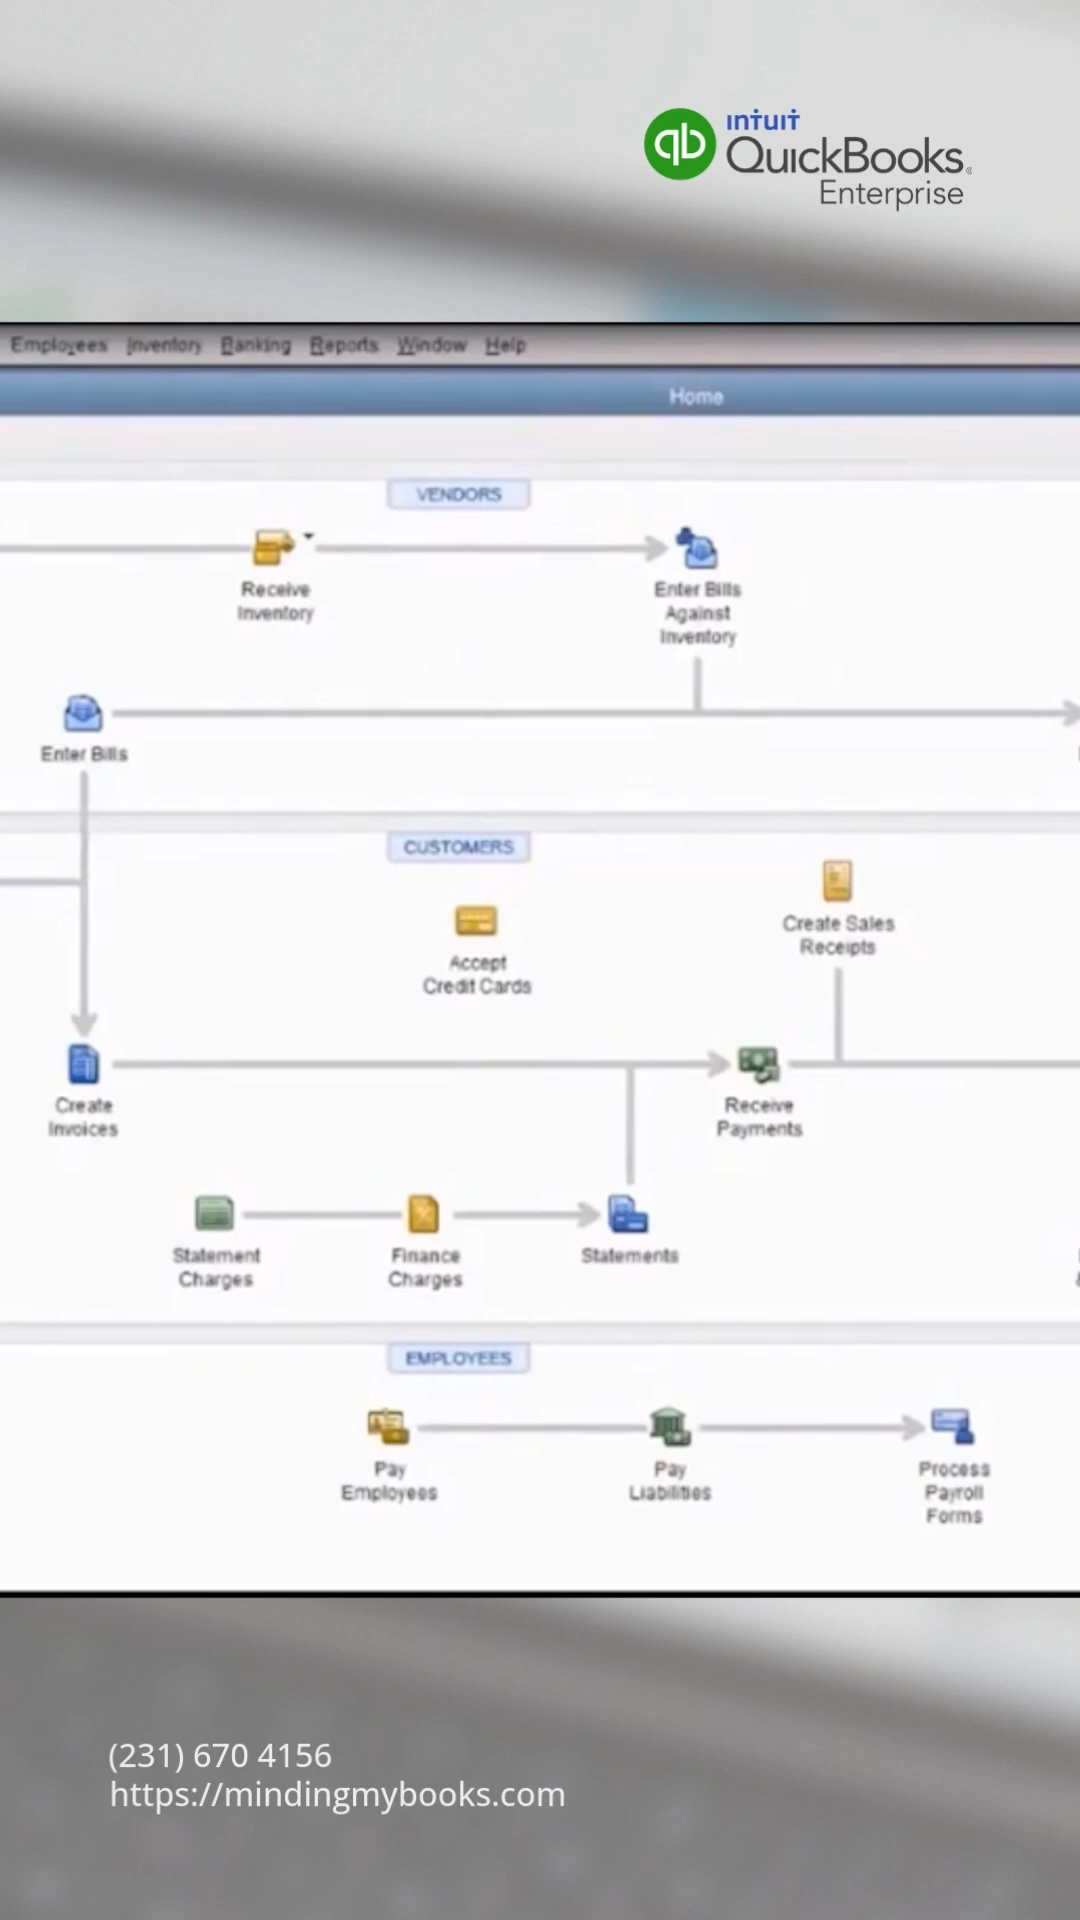 qb
ıntuıt
QuickBooks
Enterprise
Employees Inventory Banking Reports Window Help
Home
VENDORS
Receive
Inventory
Enter Bills
Against
Inventory
Enter Bills
CUSTOMERS
Create Sales
Receipts
Accept
Credit Cards
Create
Invoices
Receive
Payments
Statement
Charges
Finance
Charges
Statements
EMPLOYEES
Pay
Employees
Pay
Liabilities
Process
Payroll
Forms
(231) 670 4156
https://mindingmybooks.com